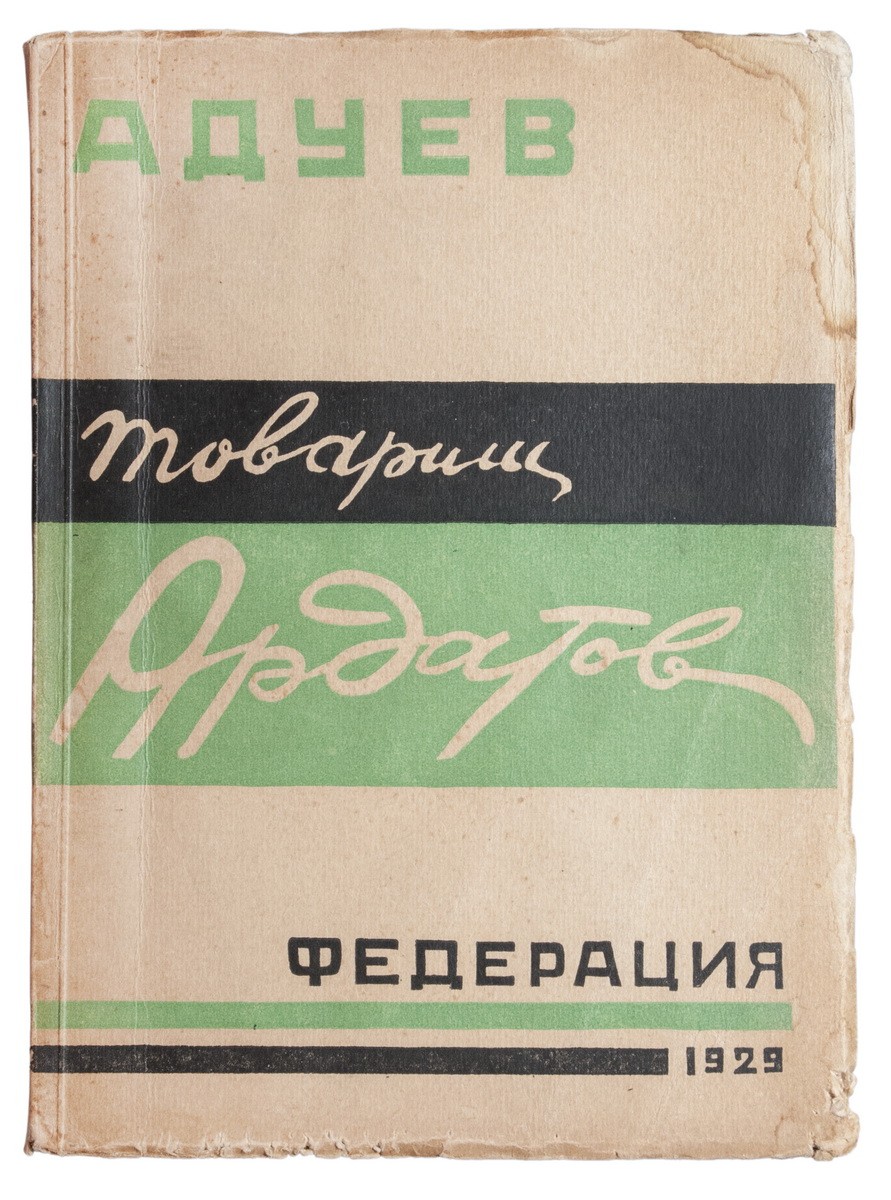 АДУЕВ
товарищ
Ардатов
ФЕДЕРАЦИЯ
1929